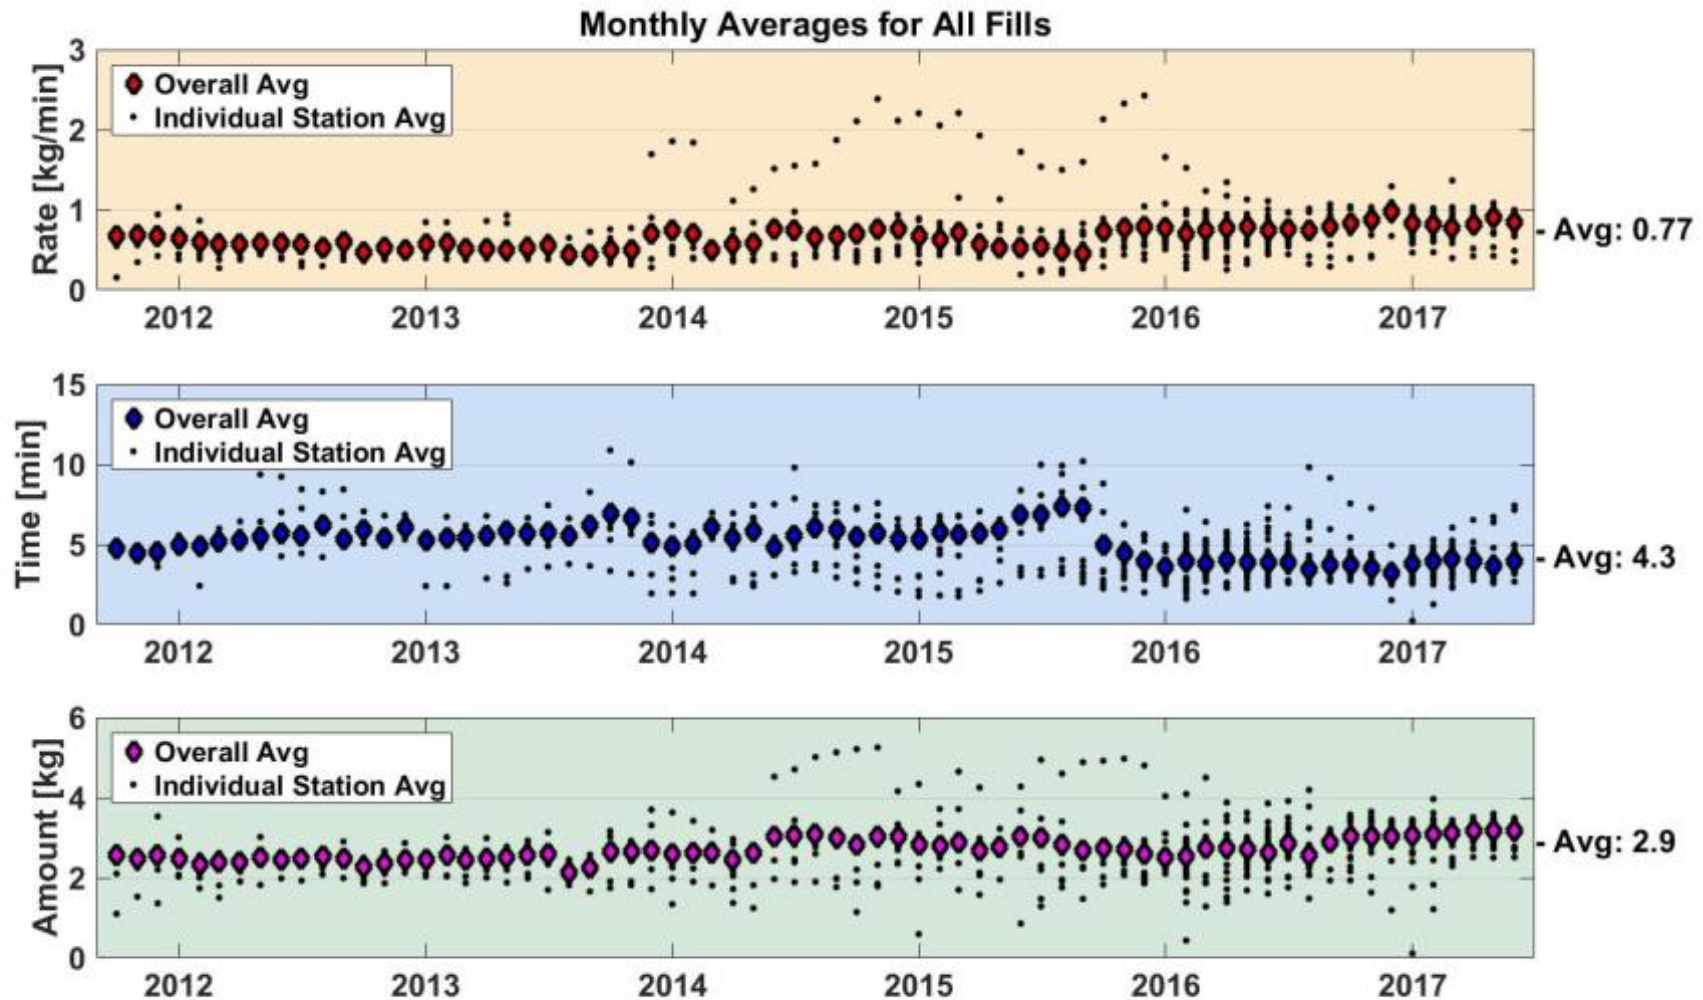 Monthly Averages for All Fills
Rate [kg/min]
3
2
1
0
Overall Avg
Individual Station Avg
- Avg: 0.77
2012 2013 2014 2015 2016 2017
Time [min]
15
10
5
0
Overall Avg
Individual Station Avg
- Avg: 4.3
2012 2013 2014 2015 2016 2017
Amount [kg]
6
4
2
0
Overall Avg
Individual Station Avg
- Avg: 2.9
2012 2013 2014 2015 2016 2017